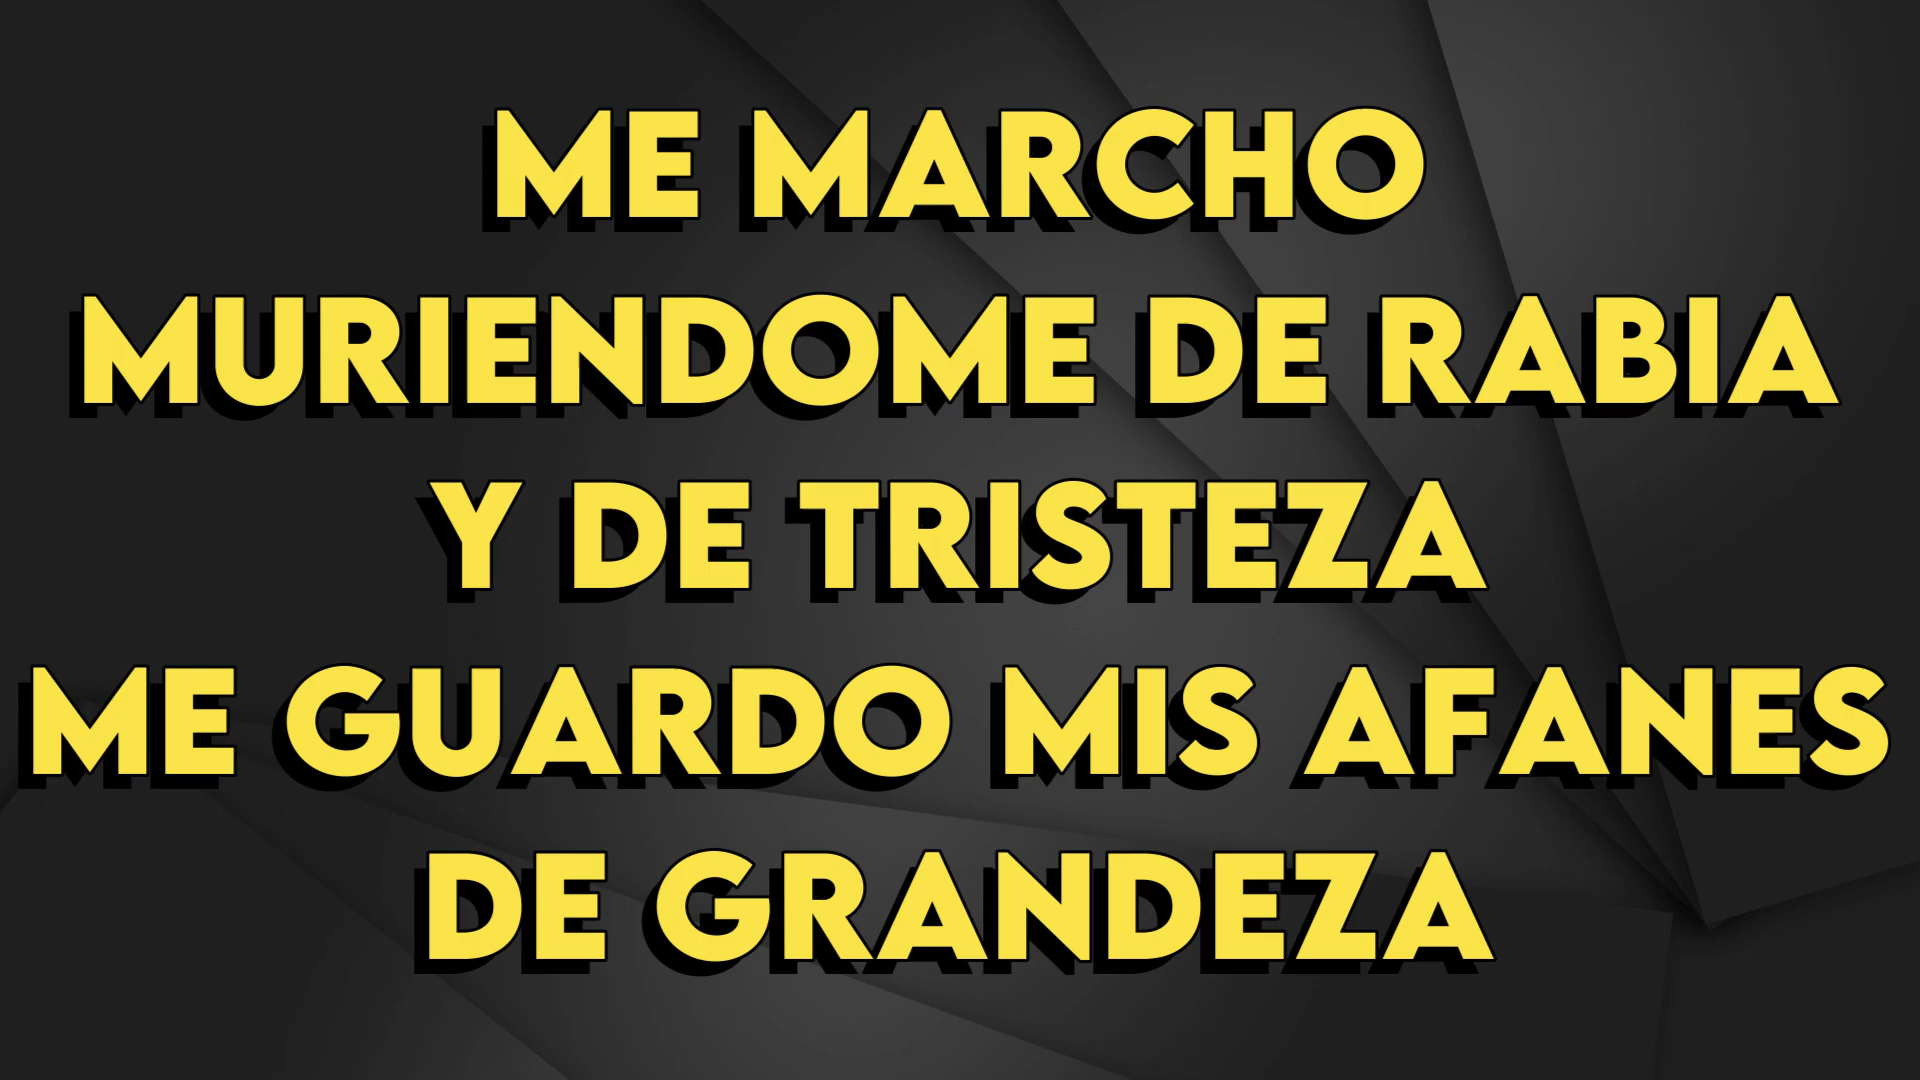 ME MARCHO
MURIENDOME DE RABIA
Y DE TRISTEZA
ME GUARDO MIS AFANES
DE GRANDEZA